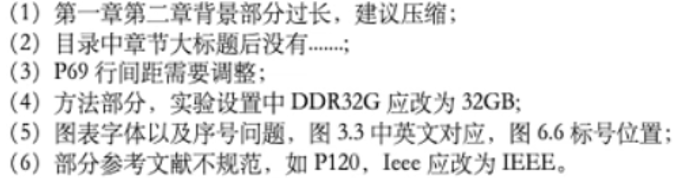 （1）第一章第二章背景部分过长，建议压缩；
（2）目录中章节大标题后没有.......;
（3）P69 行间距需要调整；
（4）方法部分，实验设置中 DDR32G 应改为 32GB;
（5）图表字体以及序号问题，图 3.3 中英文对应，图 6.6 标号位置；
（6）部分参考文献不规范，如 P120，Ieee 应改为 IEEE。